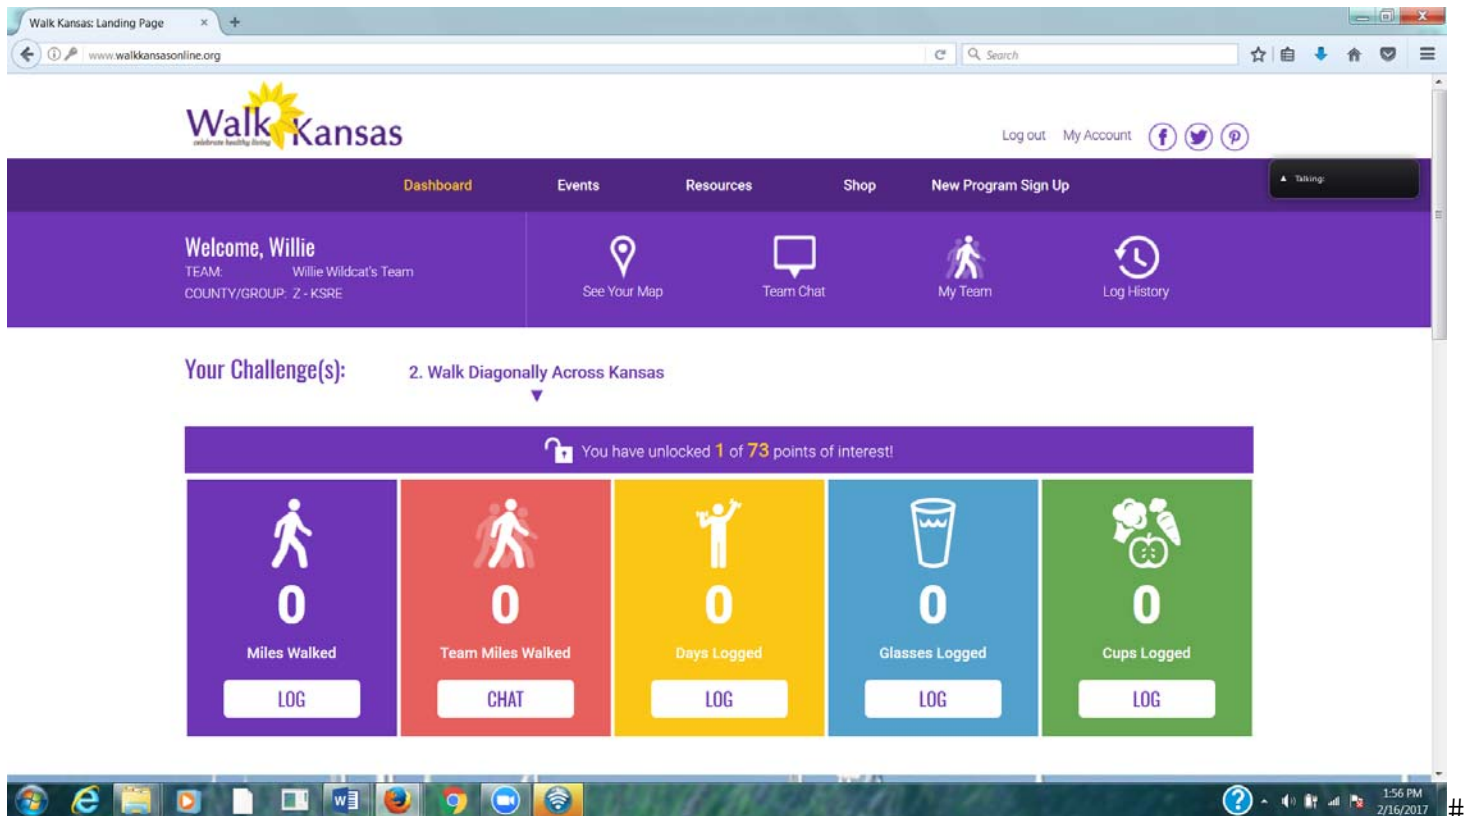 Walk Kansas: Landing Page
www.walkkansasonline.org
Search
Walk Kansas
celebrate healthy living
Log out My Account
Dashboard Events Resources Shop New Program Sign Up
Talking:
Welcome, Willie
TEAM: Willie Wildcat's Team
COUNTY/GROUP: Z - KSRE
See Your Map Team Chat My Team Log History
Your Challenge(s): 2. Walk Diagonally Across Kansas
You have unlocked 1 of 73 points of interest!
0 0 0 0 0
Miles Walked Team Miles Walked Days Logged Glasses Logged Cups Logged
LOG CHAT LOG LOG LOG
1:56 PM
2/16/2017
#